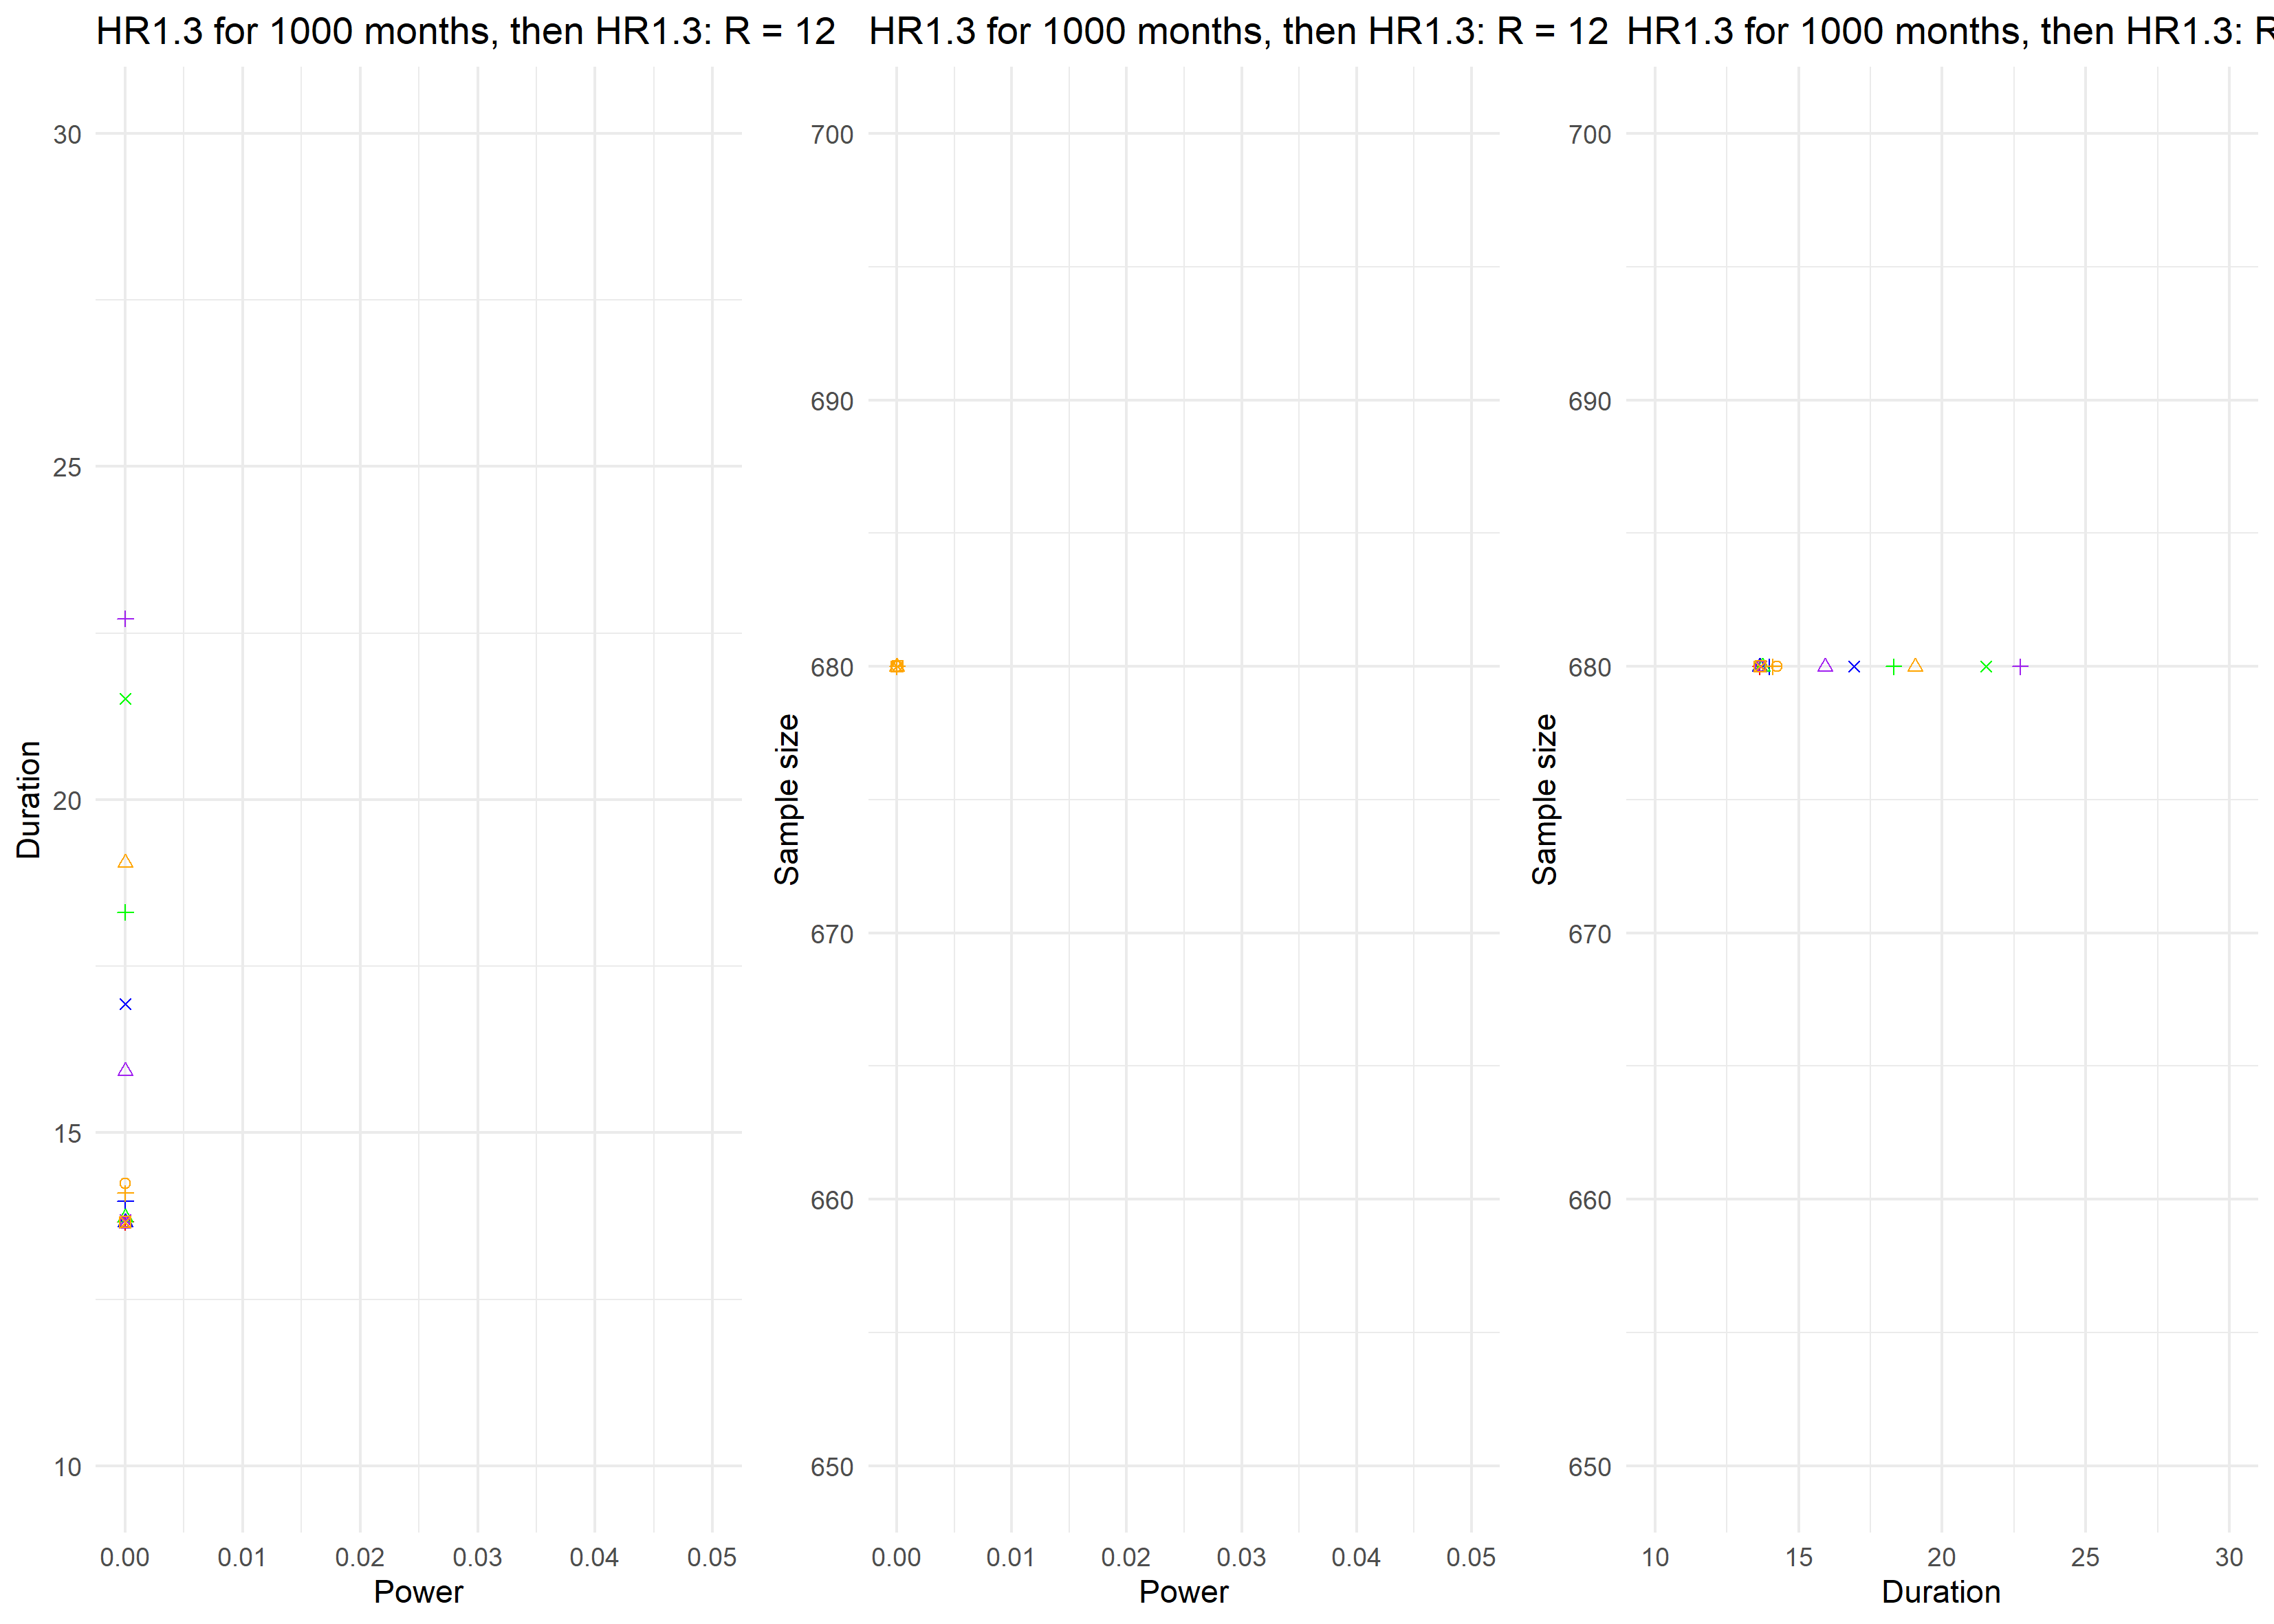 HR1.3 for 1000 months, then HR1.3: R = 12
30
25
20
15
10
Duration
0.00 0.01 0.02 0.03 0.04 0.05
Power
HR1.3 for 1000 months, then HR1.3: R = 12
700
690
680
670
660
650
Sample size
0.00 0.01 0.02 0.03 0.04 0.05
Power
HR1.3 for 1000 months, then HR1.3: R
700
690
680
670
660
650
Sample size
10 15 20 25 30
Duration